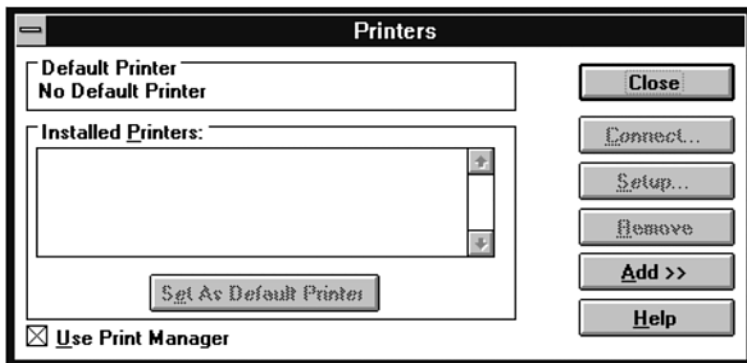 Printers
Default Printer
No Default Printer
Installed Printers:
Set As Default Printer
Use Print Manager
Close
Connect...
Setup...
Remove
Add >>
Help